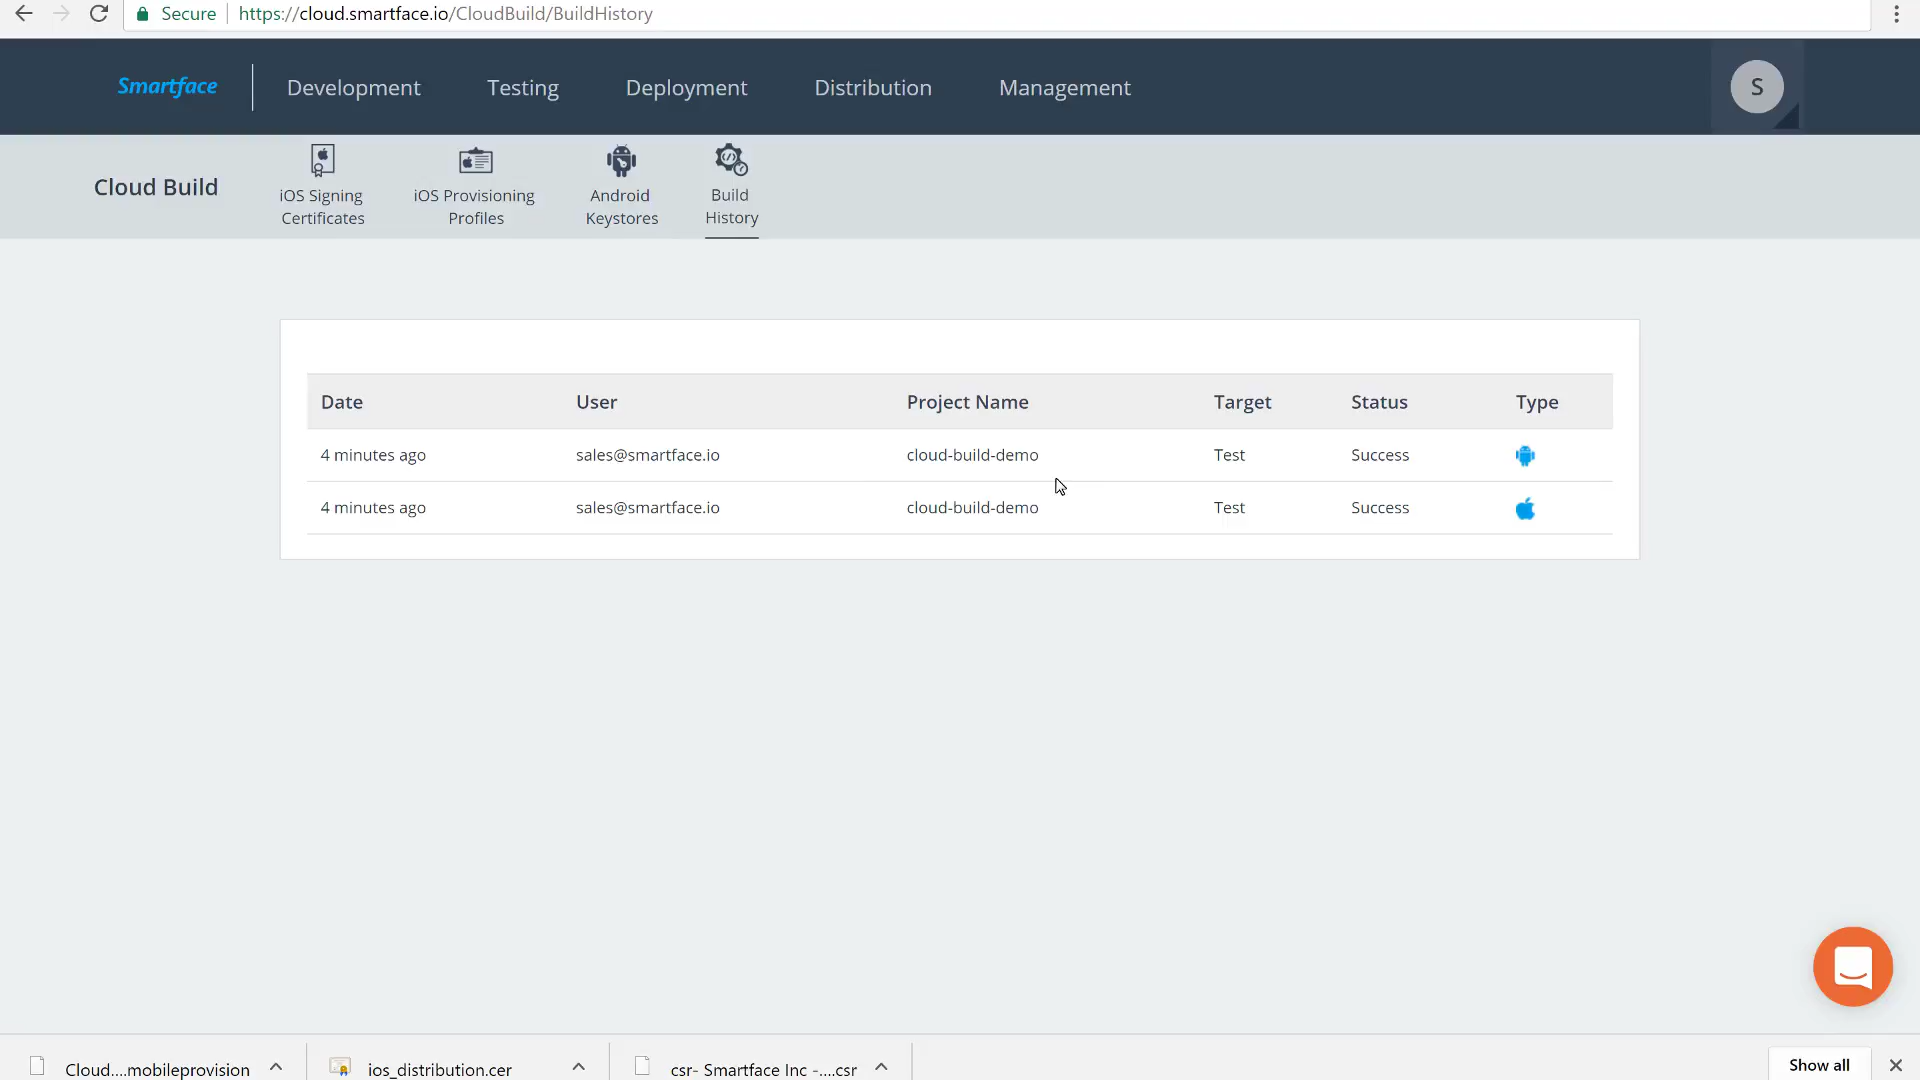 Secure https://cloud.smartface.io/CloudBuild/BuildHistory
Smartface Development Testing Deployment Distribution Management S
Cloud Build
iOS Signing
Certificates
iOS Provisioning
Profiles
Android
Keystores
Build
History
Date User Project Name Target Status Type
4 minutes ago sales@smartface.io cloud-build-demo Test Success
4 minutes ago sales@smartface.io cloud-build-demo Test Success
Cloud....mobileprovision ios_distribution.cer csr- Smartface Inc -....csr Show all